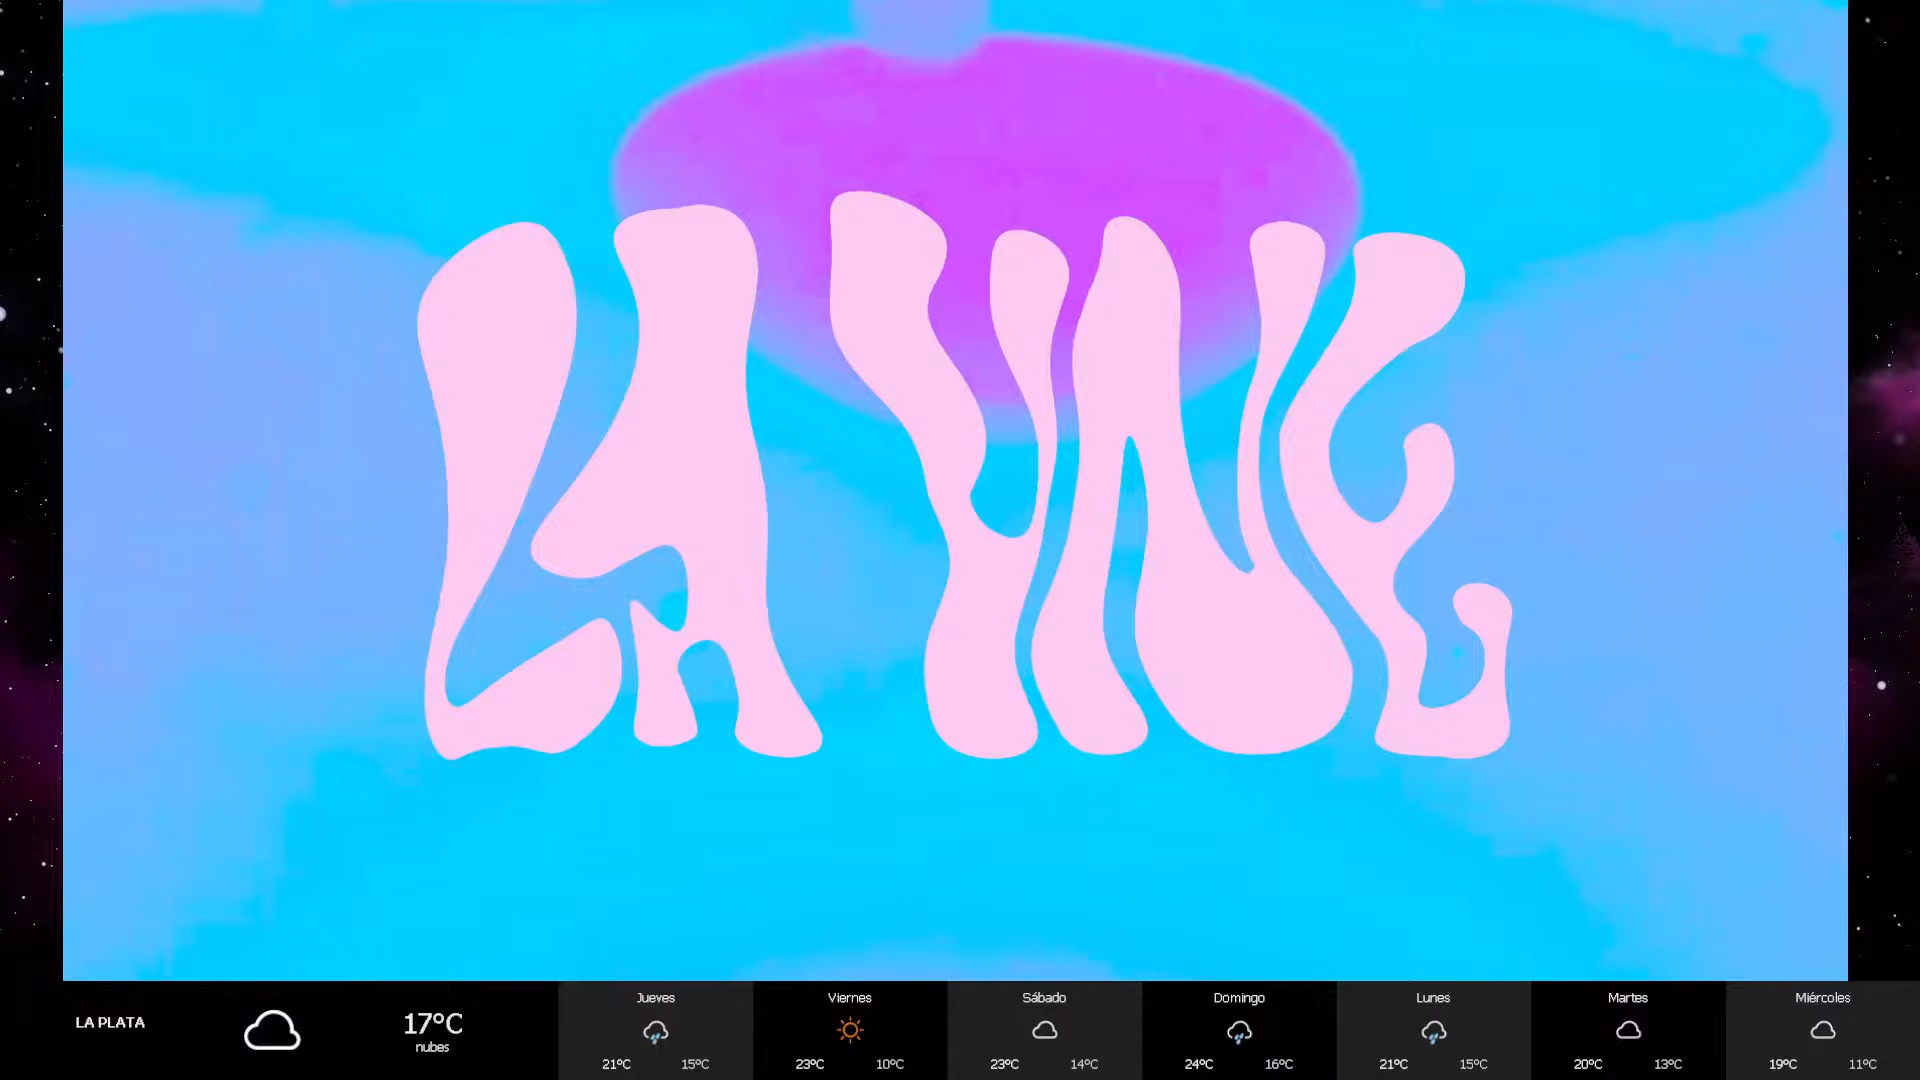 LA YNE
LA PLATA
17°C
nubes
Jueves
21°C 15°C
Viernes
23°C 10°C
Sábado
23°C 14°C
Domingo
24°C 16°C
Lunes
21°C 15°C
Martes
20°C 13°C
Miércoles
19°C 11°C